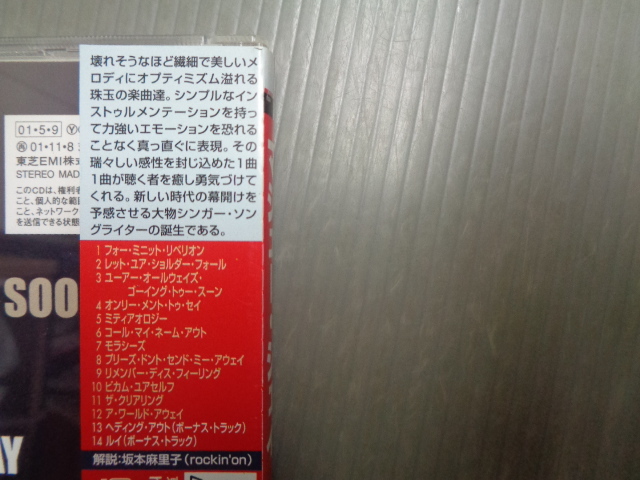 壊れそうなほど繊細で美しいメ
ロディにオプティミズム溢れる
珠玉の楽曲達。シンプルなイン
ストゥルメンテーションを持っ
て力強いエモーションを恐れる
ことなく真っ直ぐに表現。その
瑞々しい感性を封じ込めた1曲
1曲が聴く者を癒し勇気づけて
くれる。新しい時代の幕開けを
予感させる大物シンガー・ソン
グライターの誕生である。
1 フォー・ミニット・リベリオン
2 レット・ユア・ショルダー・フォール
3 ユーアー・オールウェイズ・
ゴーイング・トゥー・スーン
4 オンリー・メント・トゥ・セイ
5 ミティアオロジー
6 コール・マイ・ネーム・アウト
7 モラシーズ
8 プリーズ・ドント・センド・ミー・アウェイ
9 リメンバー・ディス・フィーリング
10 ビカム・ユアセルフ
11 ザ・クリアリング
12 ア・ワールド・アウェイ
13 ヘディング・アウト(ボーナス・トラック)
14 ルイ(ボーナス・トラック)
解説:坂本麻里子(rockin'on)
01・5・9 Ⓨ
01・11・8
東芝EMI株式
STEREO MAD
このCDは、権利者
こと、個人的な範囲
こと、ネットワーク
を送信できる状態
SOO
AY